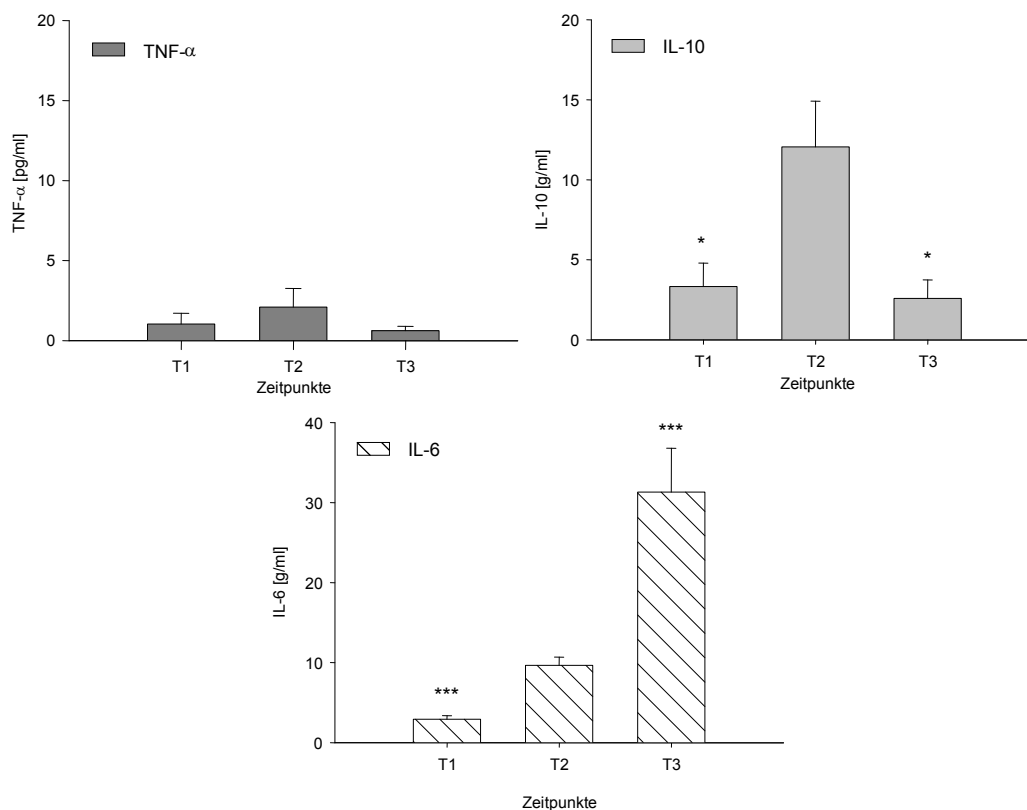 TNF-α
20
15
10
5
0
TNF-α [pg/ml]
T1 T2 T3
Zeitpunkte
IL-10
20
15
10
5
0
IL-10 [g/ml]
*
*
T1 T2 T3
Zeitpunkte
IL-6
40
30
20
10
0
IL-6 [g/ml]
***
***
T1 T2 T3
Zeitpunkte